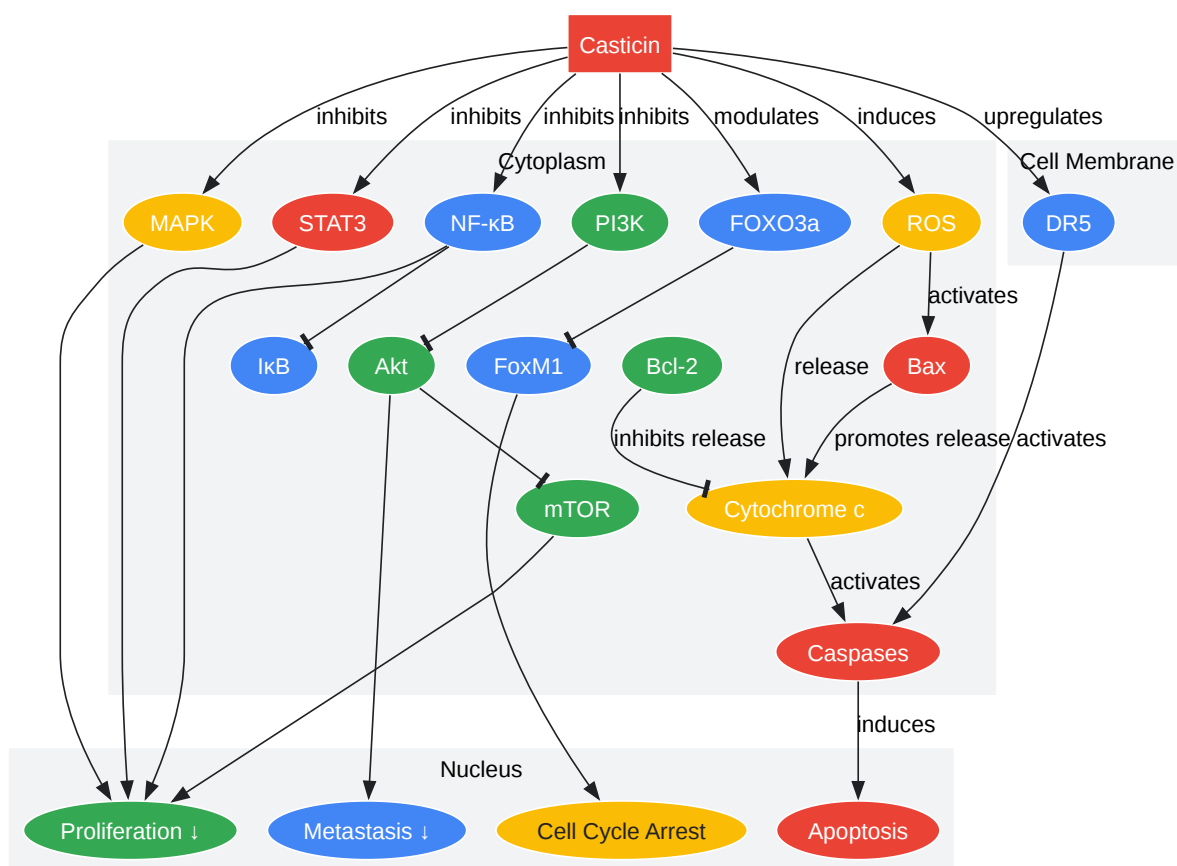 Casticin
inhibits
inhibits
inhibits
inhibits
modulates
induces
upregulates
Cytoplasm
Cell Membrane
MAPK
STAT3
NF-κB
PI3K
FOXO3a
ROS
DR5
activates
IκB
Akt
FoxM1
Bcl-2
release
Bax
inhibits release
promotes release
activates
mTOR
Cytochrome c
activates
Caspases
induces
Nucleus
Proliferation ↓
Metastasis ↓
Cell Cycle Arrest
Apoptosis